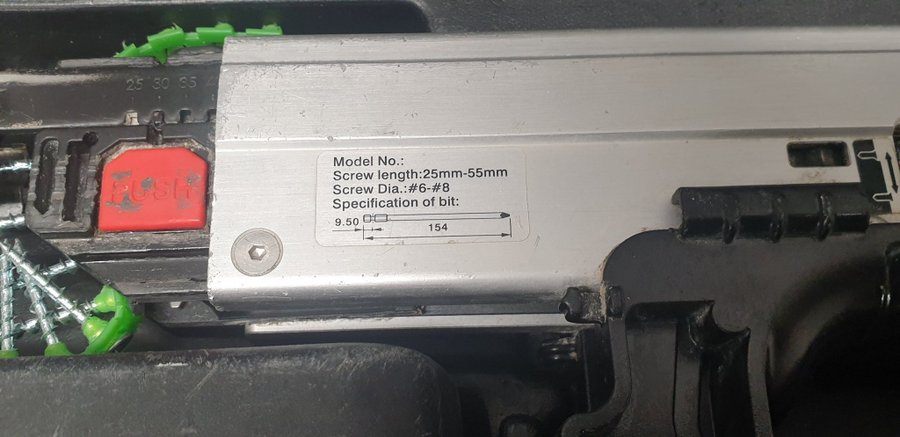 25 30 35
PUSH
Model No.:
Screw length:25mm-55mm
Screw Dia.:#6-#8
Specification of bit:
9.50
154